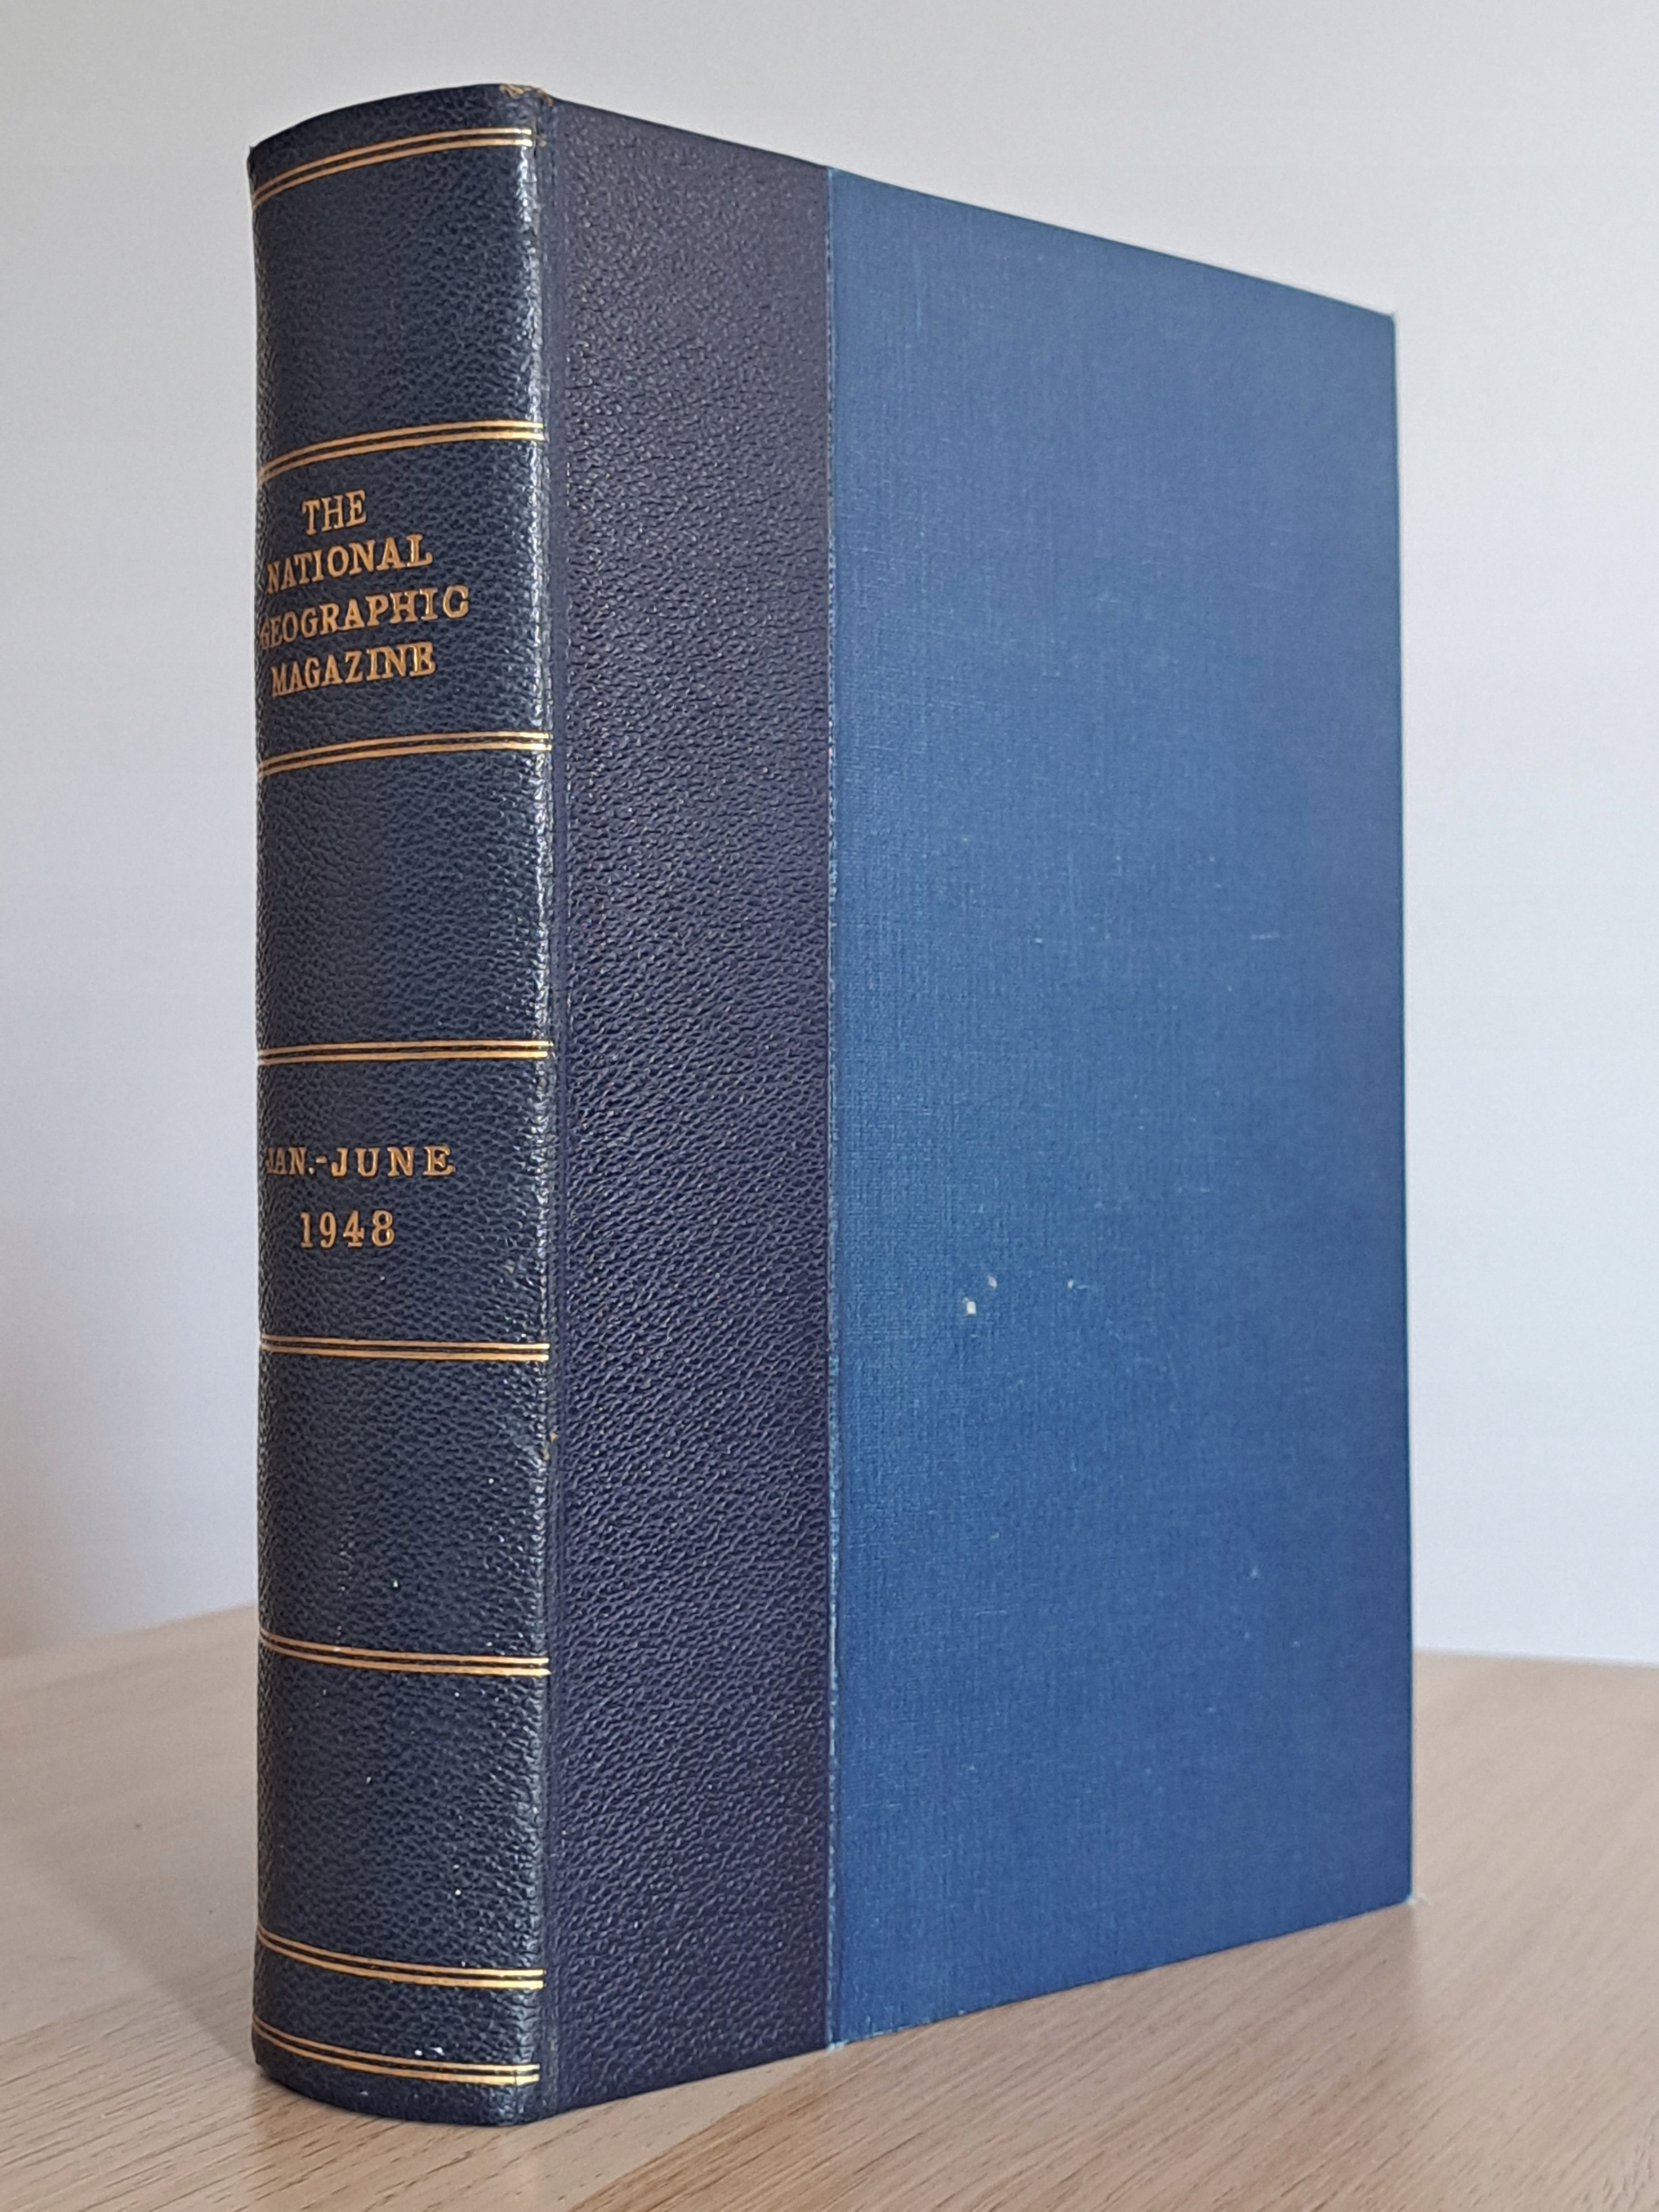 THE
NATIONAL
GEOGRAPHIC
MAGAZINE
JAN.-JUNE
1948